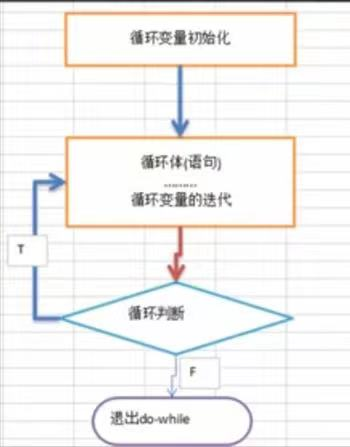 循环变量初始化
循环体(语句)
.........
循环变量的迭代
T
循环判断
F
退出do-while